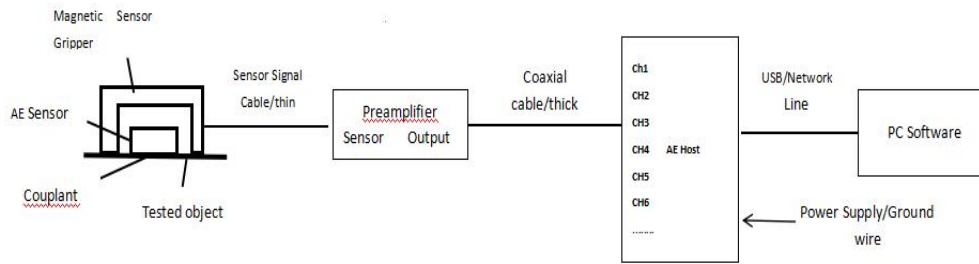 Magnetic Sensor
Gripper
AE Sensor
Couplant
Tested object
Sensor Signal
Cable/thin
Preamplifier
Sensor Output
Coaxial
cable/thick
Ch1
CH2
CH3
CH4 AE Host
CH5
CH6
........
USB/Network
Line
PC Software
Power Supply/Ground
wire